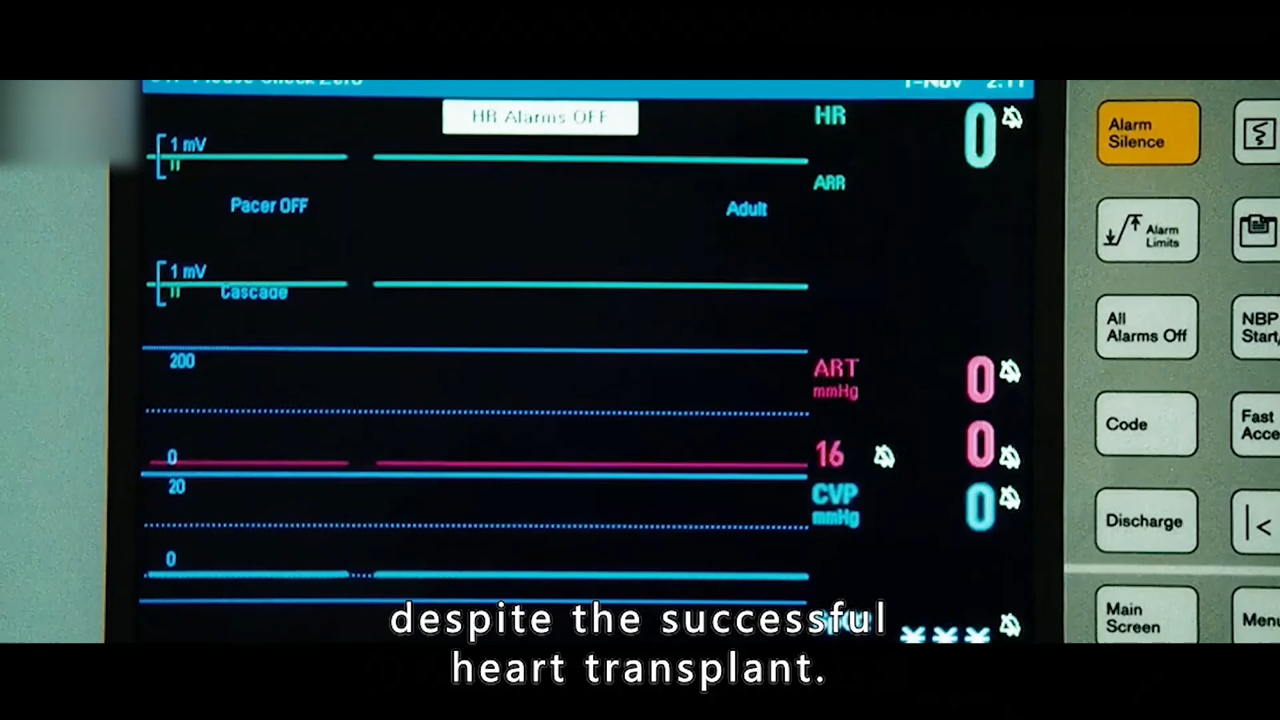 HR Alarms OFF
HR
0
1 mV
II
ARR
Pacer OFF
Adult
1 mV
II
Cascade
200
ART
mmHg
0
0
16
0
20
CVP
mmHg
0
0
***
Alarm
Silence
Alarm
Limits
All
Alarms Off
NBP
Start/
Code
Fast
Acce
Discharge
Main
Screen
Menu
despite the successful
heart transplant.